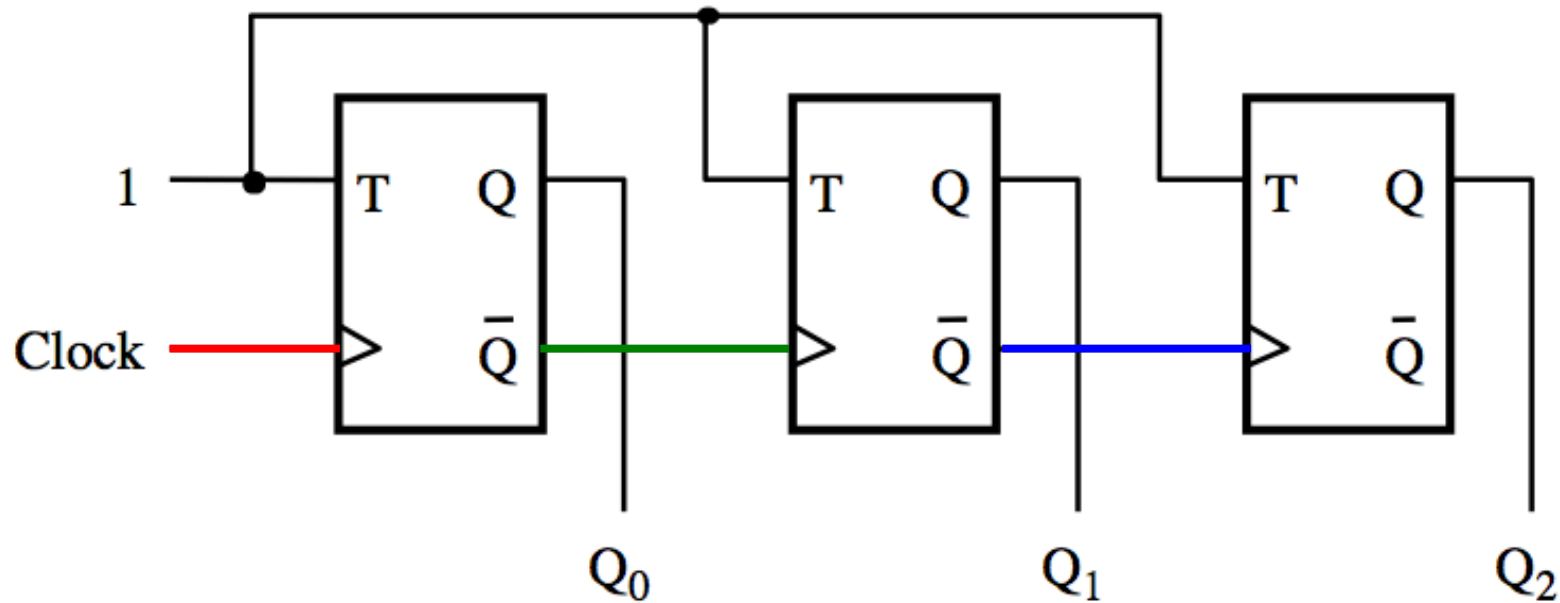 1 T Q T Q T Q
Clock Q̅ Q̅ Q̅
Q₀ Q₁ Q₂